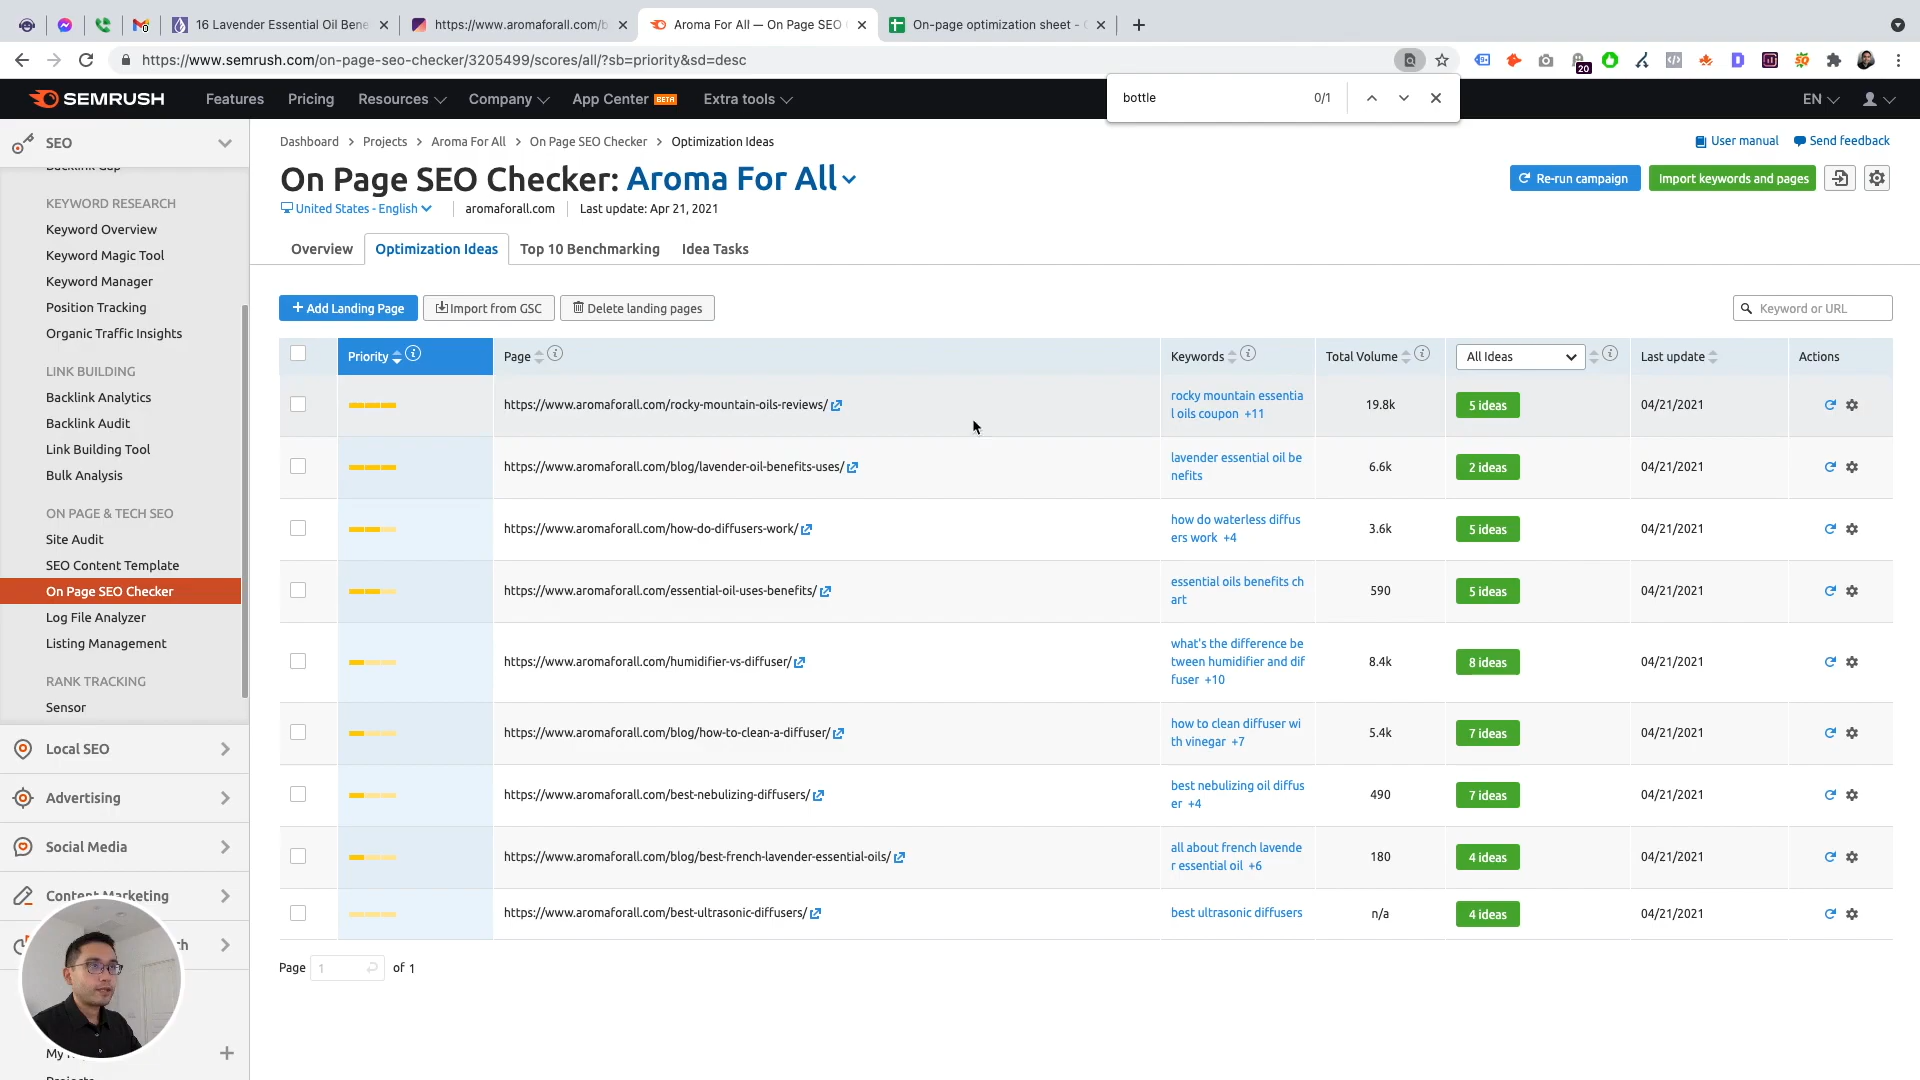 16 Lavender Essential Oil Bene
https://www.aromaforall.com/b
Aroma For All — On Page SEO
On-page optimization sheet -
https://www.semrush.com/on-page-seo-checker/3205499/scores/all/?sb=priority&sd=desc
20
SEMRUSH
Features
Pricing
Resources
Company
App Center BETA
Extra tools
bottle
0/1
EN
SEO
Backlink Gap
KEYWORD RESEARCH
Keyword Overview
Keyword Magic Tool
Keyword Manager
Position Tracking
Organic Traffic Insights
LINK BUILDING
Backlink Analytics
Backlink Audit
Link Building Tool
Bulk Analysis
ON PAGE & TECH SEO
Site Audit
SEO Content Template
On Page SEO Checker
Log File Analyzer
Listing Management
RANK TRACKING
Sensor
Local SEO
Advertising
Social Media
Content Marketing
h
My
Projects
Dashboard > Projects > Aroma For All > On Page SEO Checker > Optimization Ideas
User manual
Send feedback
On Page SEO Checker: Aroma For All
Re-run campaign
Import keywords and pages
United States - English
aromaforall.com
Last update: Apr 21, 2021
Overview
Optimization Ideas
Top 10 Benchmarking
Idea Tasks
+ Add Landing Page
Import from GSC
Delete landing pages
Keyword or URL
Priority
Page
Keywords
Total Volume
All Ideas
Last update
Actions
https://www.aromaforall.com/rocky-mountain-oils-reviews/
rocky mountain essentia
l oils coupon +11
19.8k
5 ideas
04/21/2021
https://www.aromaforall.com/blog/lavender-oil-benefits-uses/
lavender essential oil be
nefits
6.6k
2 ideas
04/21/2021
https://www.aromaforall.com/how-do-diffusers-work/
how do waterless diffus
ers work +4
3.6k
5 ideas
04/21/2021
https://www.aromaforall.com/essential-oil-uses-benefits/
essential oils benefits ch
art
590
5 ideas
04/21/2021
https://www.aromaforall.com/humidifier-vs-diffuser/
what's the difference be
tween humidifier and dif
fuser +10
8.4k
8 ideas
04/21/2021
https://www.aromaforall.com/blog/how-to-clean-a-diffuser/
how to clean diffuser wi
th vinegar +7
5.4k
7 ideas
04/21/2021
https://www.aromaforall.com/best-nebulizing-diffusers/
best nebulizing oil diffus
er +4
490
7 ideas
04/21/2021
https://www.aromaforall.com/blog/best-french-lavender-essential-oils/
all about french lavende
r essential oil +6
180
4 ideas
04/21/2021
https://www.aromaforall.com/best-ultrasonic-diffusers/
best ultrasonic diffusers
n/a
4 ideas
04/21/2021
Page 1 of 1